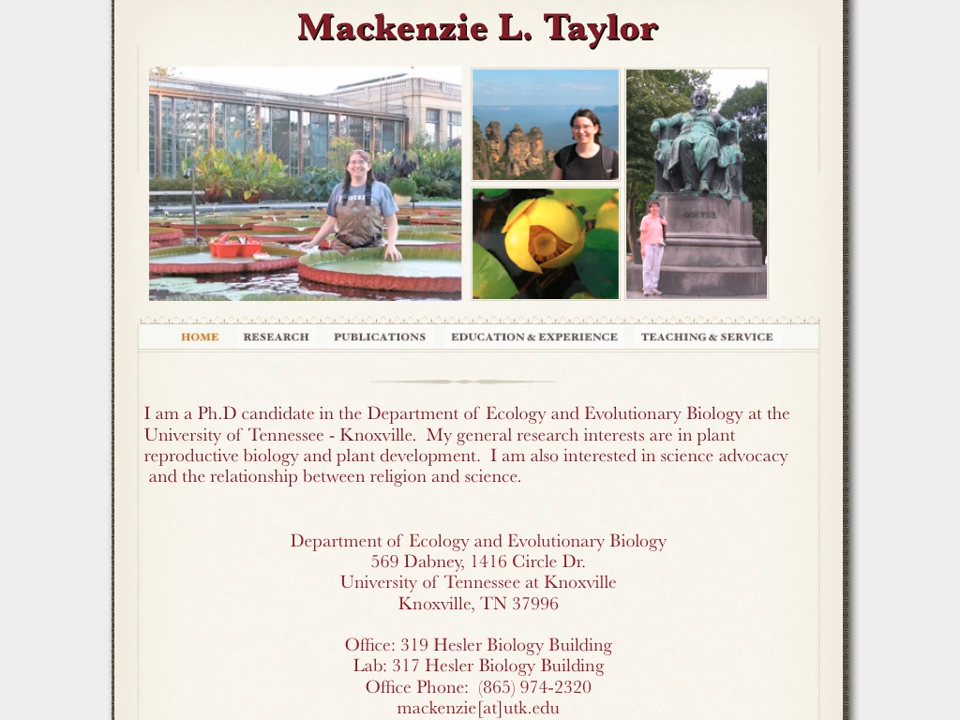 Mackenzie L. Taylor
HOME RESEARCH PUBLICATIONS EDUCATION & EXPERIENCE TEACHING & SERVICE
I am a Ph.D candidate in the Department of Ecology and Evolutionary Biology at the
University of Tennessee - Knoxville.  My general research interests are in plant
reproductive biology and plant development.  I am also interested in science advocacy
and the relationship between religion and science.
Department of Ecology and Evolutionary Biology
569 Dabney, 1416 Circle Dr.
University of Tennessee at Knoxville
Knoxville, TN 37996
Office: 319 Hesler Biology Building
Lab: 317 Hesler Biology Building
Office Phone:  (865) 974-2320
mackenzie[at]utk.edu